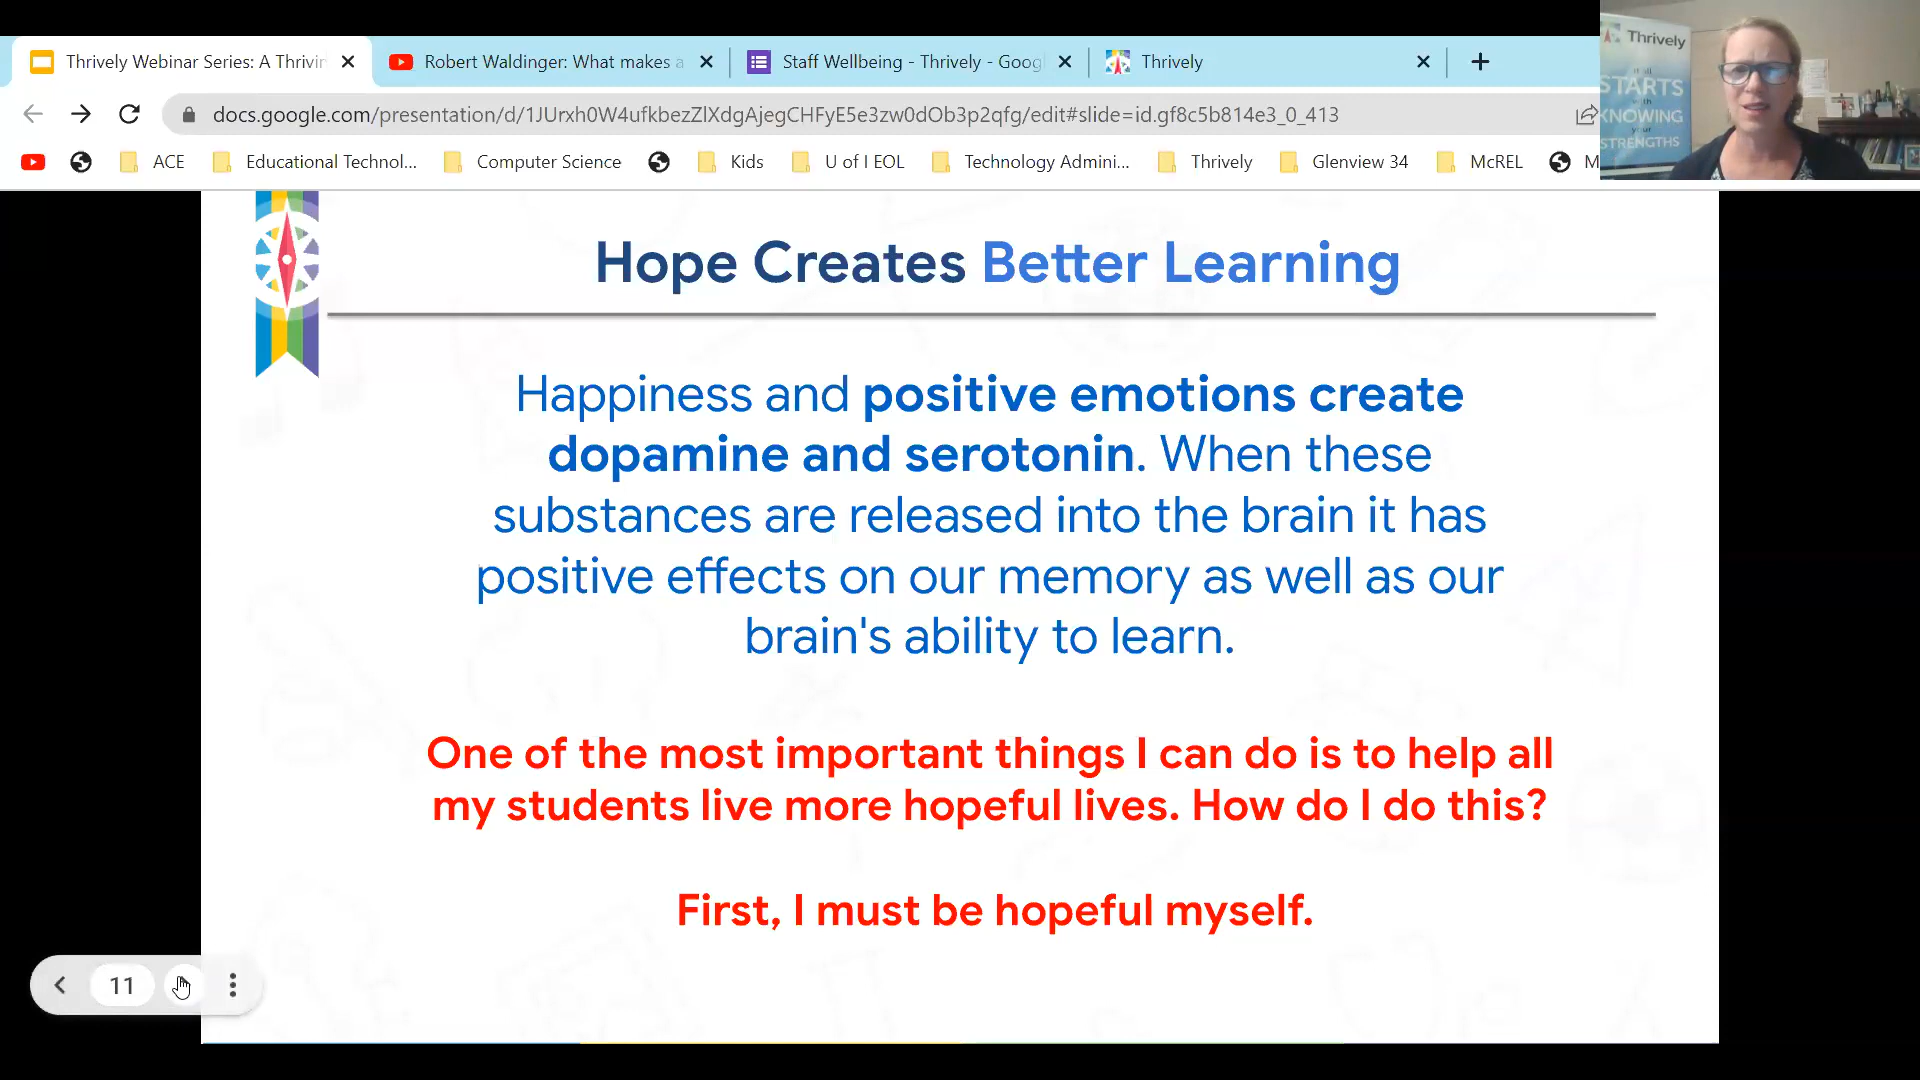 Thrively Webinar Series: A Thrivin
Robert Waldinger: What makes a
Staff Wellbeing - Thrively - Goog
Thrively
docs.google.com/presentation/d/1JUrxh0W4ufkbezZlXdgAjegCHFyE5e3zw0dOb3p2qfg/edit#slide=id.gf8c5b814e3_0_413
ACE
Educational Technol...
Computer Science
Kids
U of I EOL
Technology Admini...
Thrively
Glenview 34
McREL
M
Thrively
STARTS
with
KNOWING
your
STRENGTHS
Hope Creates Better Learning
Happiness and positive emotions create
dopamine and serotonin. When these
substances are released into the brain it has
positive effects on our memory as well as our
brain's ability to learn.
One of the most important things I can do is to help all
my students live more hopeful lives. How do I do this?
First, I must be hopeful myself.
11